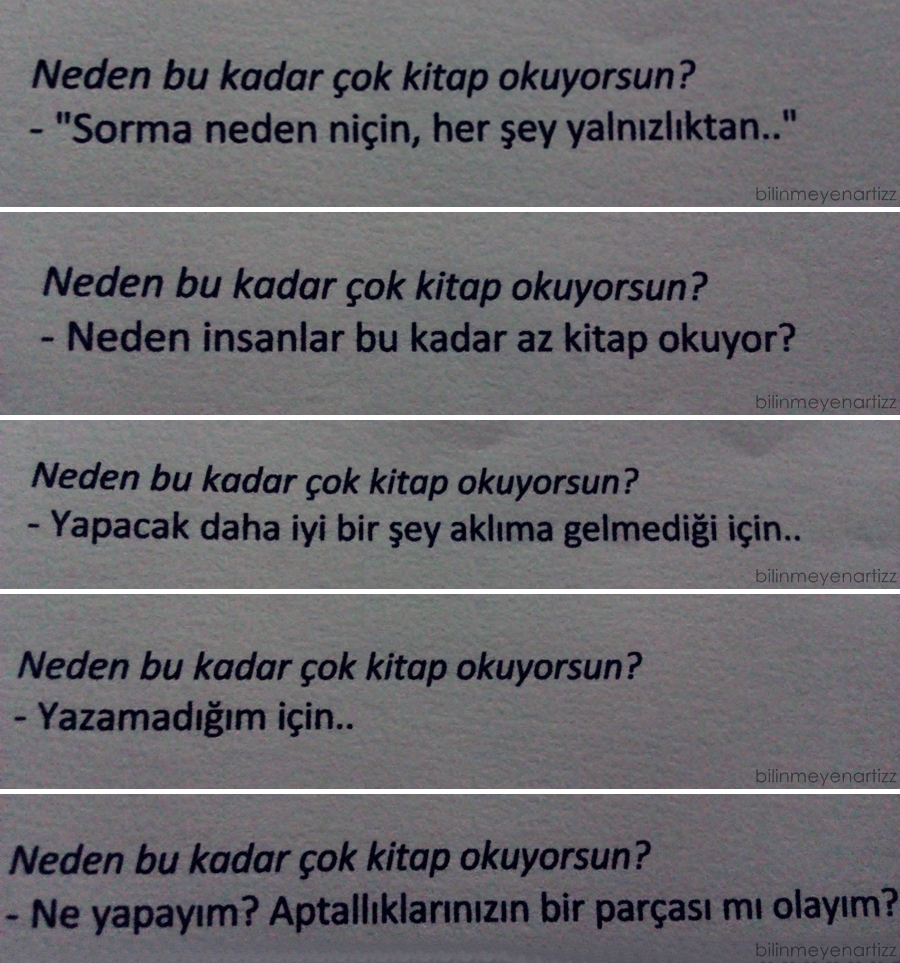 Neden bu kadar çok kitap okuyorsun?
- "Sorma neden niçin, her şey yalnızlıktan.."
bilinmeyenartizz
Neden bu kadar çok kitap okuyorsun?
- Neden insanlar bu kadar az kitap okuyor?
bilinmeyenartizz
Neden bu kadar çok kitap okuyorsun?
- Yapacak daha iyi bir şey aklıma gelmediği için..
bilinmeyenartizz
Neden bu kadar çok kitap okuyorsun?
- Yazamadığım için..
bilinmeyenartizz
Neden bu kadar çok kitap okuyorsun?
- Ne yapayım? Aptallıklarınızın bir parçası mı olayım?
bilinmeyenartizz